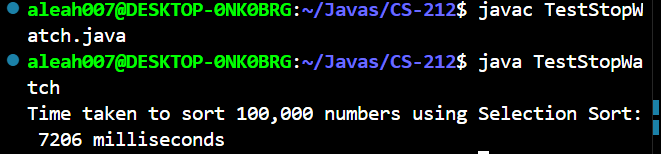 aleah007@DESKTOP-0NK0BRG:~/Javas/CS-212$ javac TestStopW
atch.java
aleah007@DESKTOP-0NK0BRG:~/Javas/CS-212$ java TestStopWa
tch
Time taken to sort 100,000 numbers using Selection Sort:
 7206 milliseconds